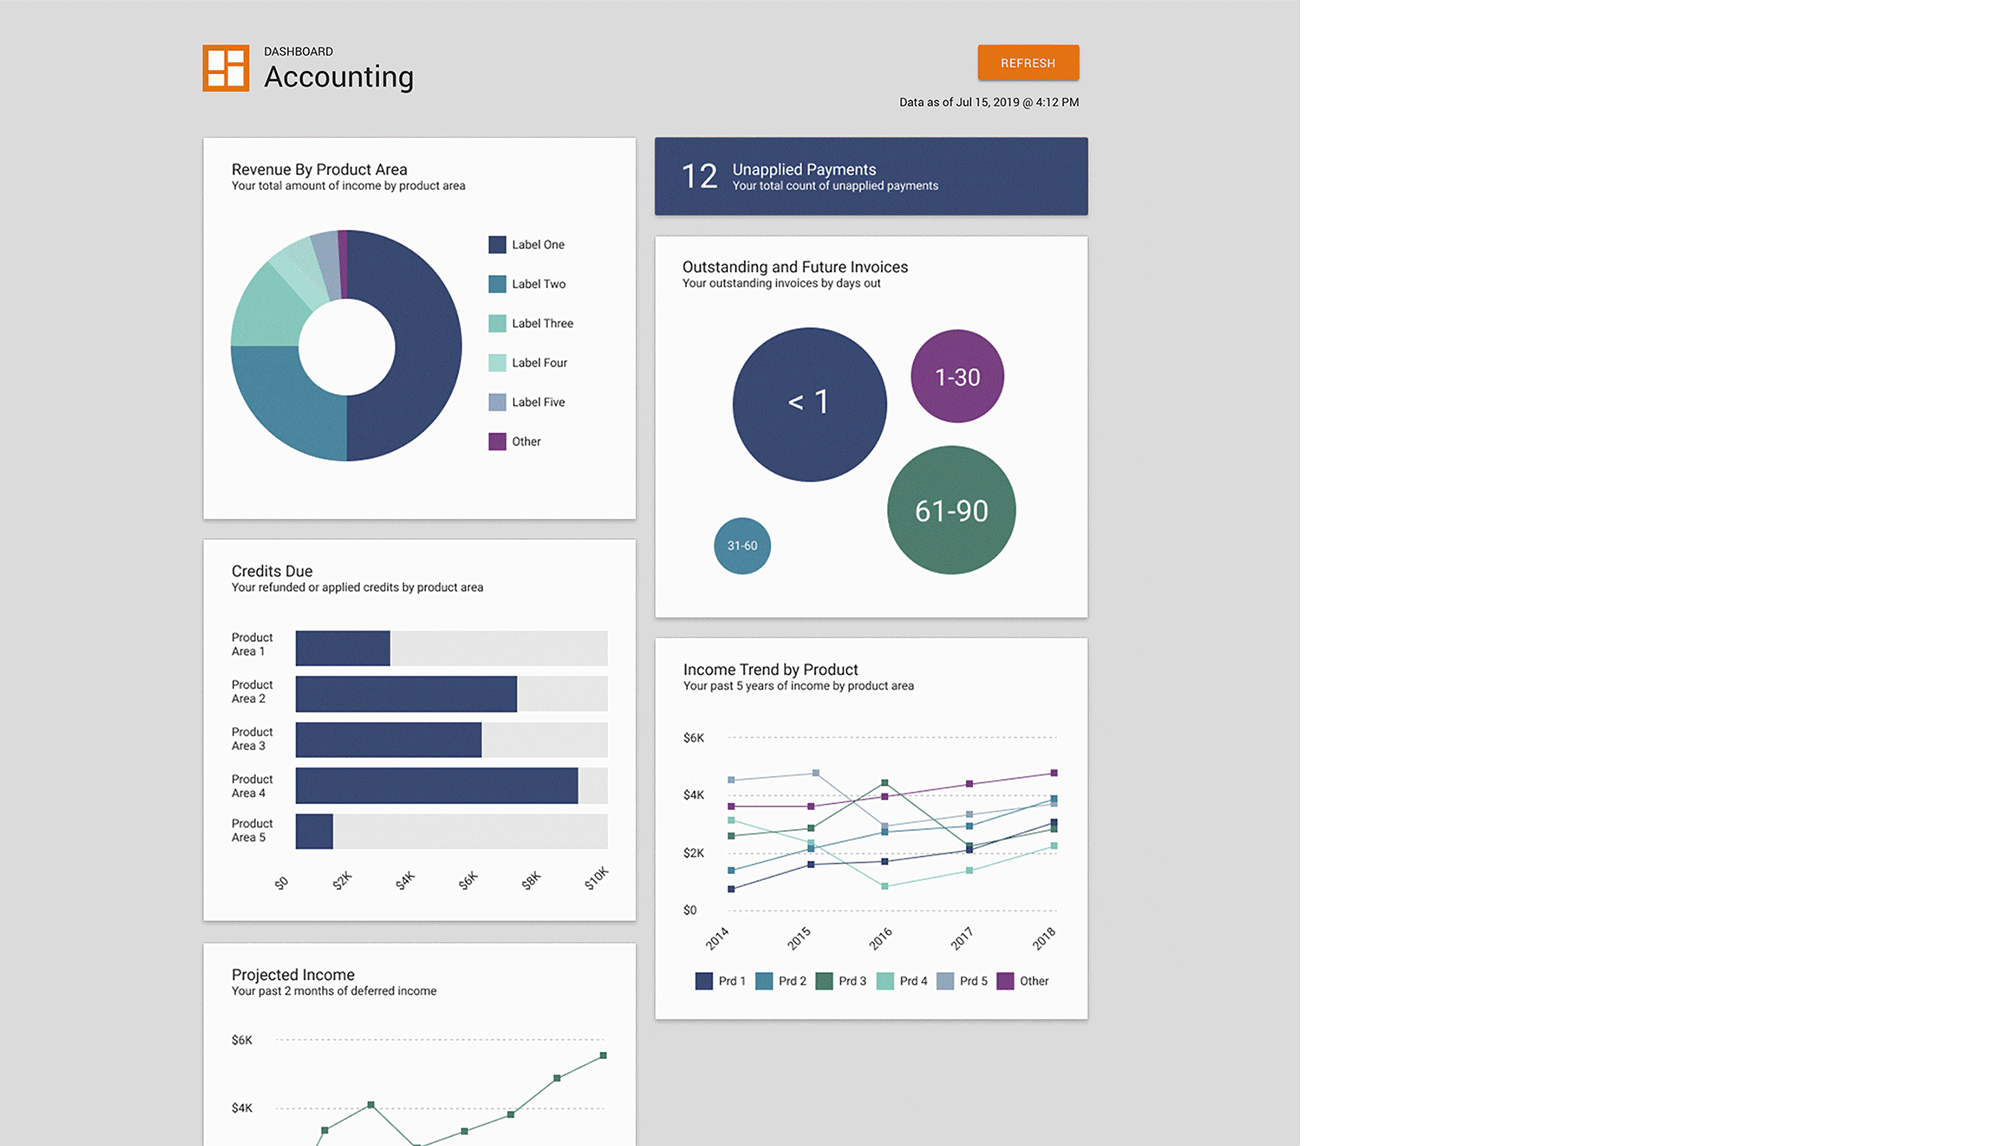 DASHBOARD
Accounting
REFRESH
Data as of Jul 15, 2019 @ 4:12 PM
Revenue By Product Area
Your total amount of income by product area
Label One
Label Two
Label Three
Label Four
Label Five
Other
12
Unapplied Payments
Your total count of unapplied payments
Outstanding and Future Invoices
Your outstanding invoices by days out
< 1
1-30
61-90
31-60
Credits Due
Your refunded or applied credits by product area
Product
Area 1
Product
Area 2
Product
Area 3
Product
Area 4
Product
Area 5
$0 $2K $4K $6K $8K $10K
Income Trend by Product
Your past 5 years of income by product area
$6K
$4K
$2K
$0
2014 2015 2016 2017 2018
Prd 1 Prd 2 Prd 3 Prd 4 Prd 5 Other
Projected Income
Your past 2 months of deferred income
$6K
$4K